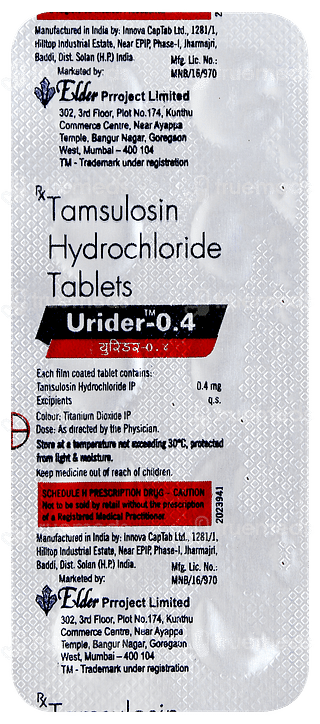 Manufactured in India by: Innova CapTab Ltd., 1281/1,
Hilltop Industrial Estate, Near EPIP, Phase-I, Jharmajri,
Baddi, Dist. Solan (H.P.) India.
Mfg. Lic. No.:
Marketed by:
MNB/16/970
Elder Prroject Limited
302, 3rd Floor, Plot No.174, Kunthu
Commerce Centre, Near Ayappa
Temple, Bangur Nagar, Goregaon
West, Mumbai – 400 104
TM - Trademark under registration
Rx
Tamsulosin
Hydrochloride
Tablets
Urider™-0.4
युरिडर-०.४
Each film coated tablet contains:
Tamsulosin Hydrochloride IP 0.4 mg
Excipients q.s.
Colour: Titanium Dioxide IP
Dose: As directed by the Physician.
Store at a temperature not exceeding 30°C, protected
from light & moisture.
Keep medicine out of reach of children.
SCHEDULE H PRESCRIPTION DRUG – CAUTION
Not to be sold by retail without the prescription
of a Registered Medical Practitioner.
2023941
Manufactured in India by: Innova CapTab Ltd., 1281/1,
Hilltop Industrial Estate, Near EPIP, Phase-I, Jharmajri,
Baddi, Dist. Solan (H.P.) India.
Mfg. Lic. No.:
Marketed by:
MNB/16/970
Elder Prroject Limited
302, 3rd Floor, Plot No.174, Kunthu
Commerce Centre, Near Ayappa
Temple, Bangur Nagar, Goregaon
West, Mumbai – 400 104
TM - Trademark under registration
Rx